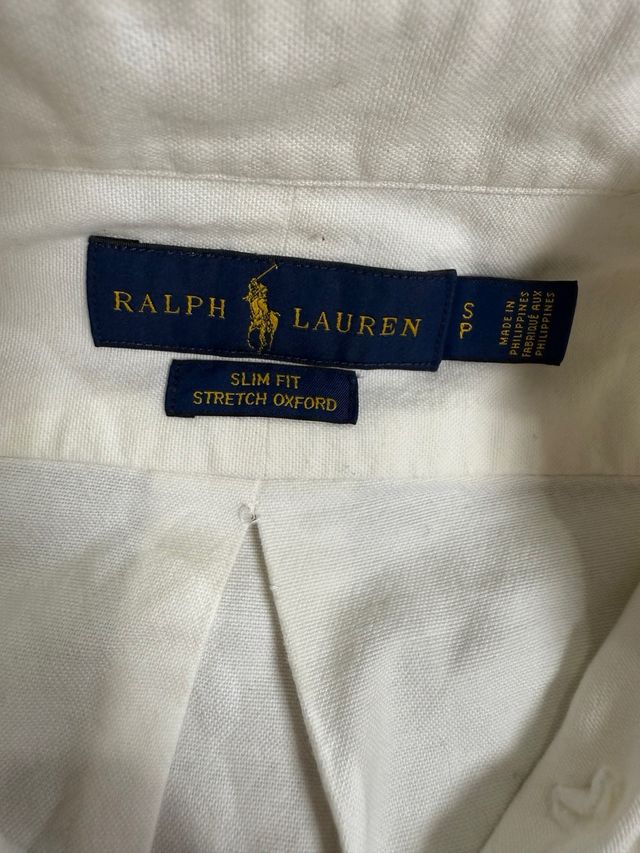 RALPH LAUREN
S
P
MADE IN
PHILIPPINES
FABRIQUÉ AUX
PHILIPPINES
SLIM FIT
STRETCH OXFORD